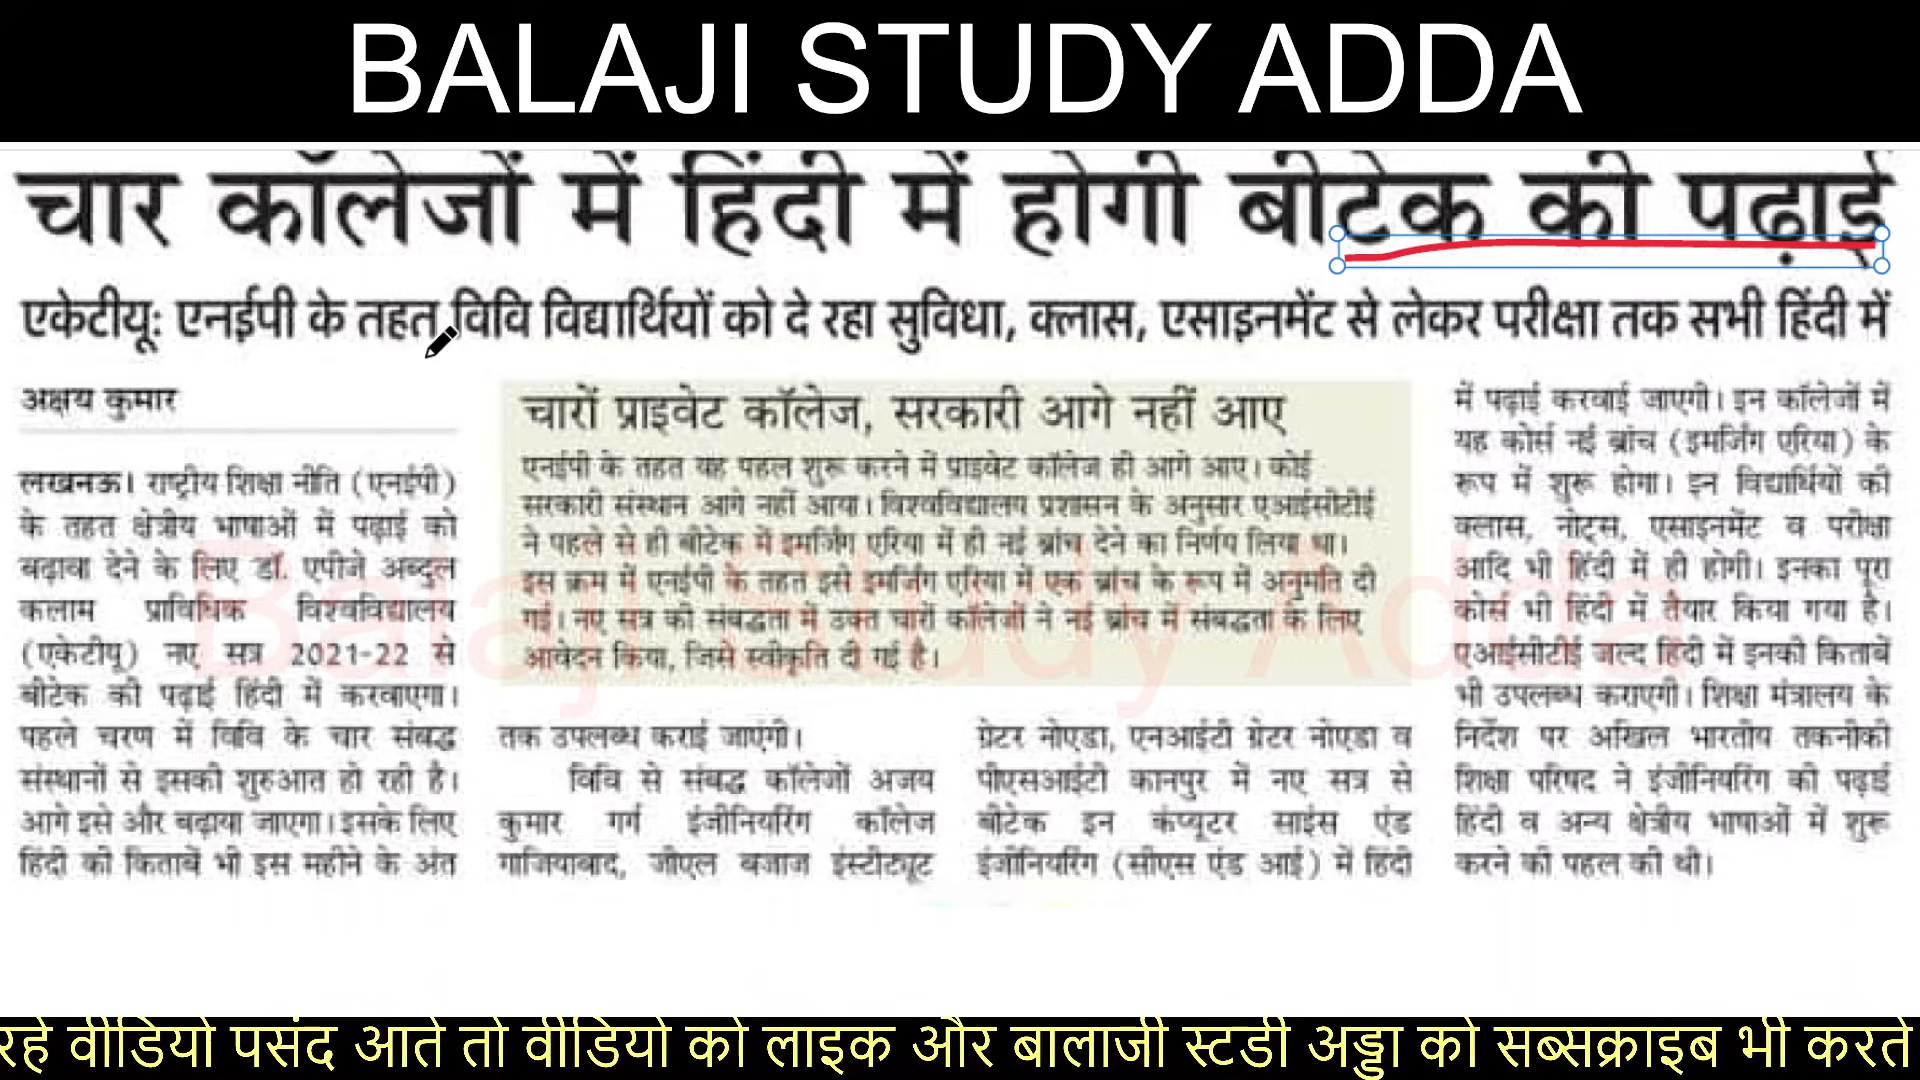 BALAJI STUDY ADDA
चार कॉलेजों में हिंदी में होगी बीटेक की पढ़ाई
एकेटीयू: एनईपी के तहत विवि विद्यार्थियों को दे रहा सुविधा, क्लास, एसाइनमेंट से लेकर परीक्षा तक सभी हिंदी में
अक्षय कुमार
लखनऊ। राष्ट्रीय शिक्षा नीति (एनईपी)
के तहत क्षेत्रीय भाषाओं में पढ़ाई को
बढ़ावा देने के लिए डॉ. एपीजे अब्दुल
कलाम प्राविधिक विश्वविद्यालय
(एकेटीयू) नए सत्र 2021-22 से
बीटेक की पढ़ाई हिंदी में करवाएगा।
पहले चरण में विवि के चार संबद्ध
संस्थानों से इसकी शुरुआत हो रही है।
आगे इसे और बढ़ाया जाएगा। इसके लिए
हिंदी की किताबें भी इस महीने के अंत
चारों प्राइवेट कॉलेज, सरकारी आगे नहीं आए
एनईपी के तहत यह पहल शुरू करने में प्राइवेट कॉलेज ही आगे आए। कोई
सरकारी संस्थान आगे नहीं आया। विश्वविद्यालय प्रशासन के अनुसार एआईसीटीई
ने पहले से ही बीटेक में इमर्जिंग एरिया में ही नई ब्रांच देने का निर्णय लिया था।
इस क्रम में एनईपी के तहत इसे इमर्जिंग एरिया में एक ब्रांच के रूप में अनुमति दी
गई। नए सत्र की संबद्धता में उक्त चारों कॉलेजों ने नई ब्रांच में संबद्धता के लिए
आवेदन किया, जिसे स्वीकृति दी गई है।
तक उपलब्ध कराई जाएंगी।
विवि से संबद्ध कॉलेजों अजय
कुमार गर्ग इंजीनियरिंग कॉलेज
गाजियाबाद, जीएल बजाज इंस्टीट्यूट
ग्रेटर नोएडा, एनआईटी ग्रेटर नोएडा व
पीएसआईटी कानपुर में नए सत्र से
बीटेक इन कंप्यूटर साइंस एंड
इंजीनियरिंग (सीएस एंड आई) में हिंदी
में पढ़ाई करवाई जाएगी। इन कॉलेजों में
यह कोर्स नई ब्रांच (इमर्जिंग एरिया) के
रूप में शुरू होगा। इन विद्यार्थियों की
क्लास, नोट्स, एसाइनमेंट व परीक्षा
आदि भी हिंदी में ही होगी। इनका पूरा
कोर्स भी हिंदी में तैयार किया गया है।
एआईसीटीई जल्द हिंदी में इनकी किताबें
भी उपलब्ध कराएगी। शिक्षा मंत्रालय के
निर्देश पर अखिल भारतीय तकनीकी
शिक्षा परिषद ने इंजीनियरिंग की पढ़ाई
हिंदी व अन्य क्षेत्रीय भाषाओं में शुरू
करने की पहल की थी।
Balaji Study Adda
रहे वीडियो पसंद आते तो वीडियो को लाइक और बालाजी स्टडी अड्डा को सब्सक्राइब भी करते